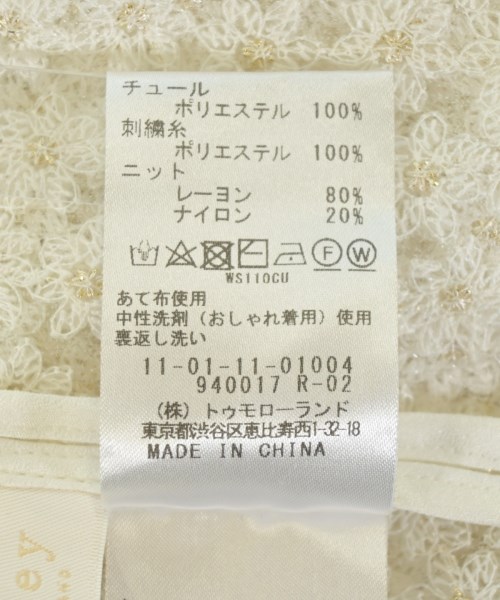 チュール
ポリエステル 100%
刺繍糸
ポリエステル 100%
ニット
レーヨン 80%
ナイロン 20%
F W
WS110CU
あて布使用
中性洗剤（おしゃれ着用）使用
裏返し洗い
11-01-11-01004
940017 R-02
（株）トゥモローランド
東京都渋谷区恵比寿西1-32-18
MADE IN CHINA
ey